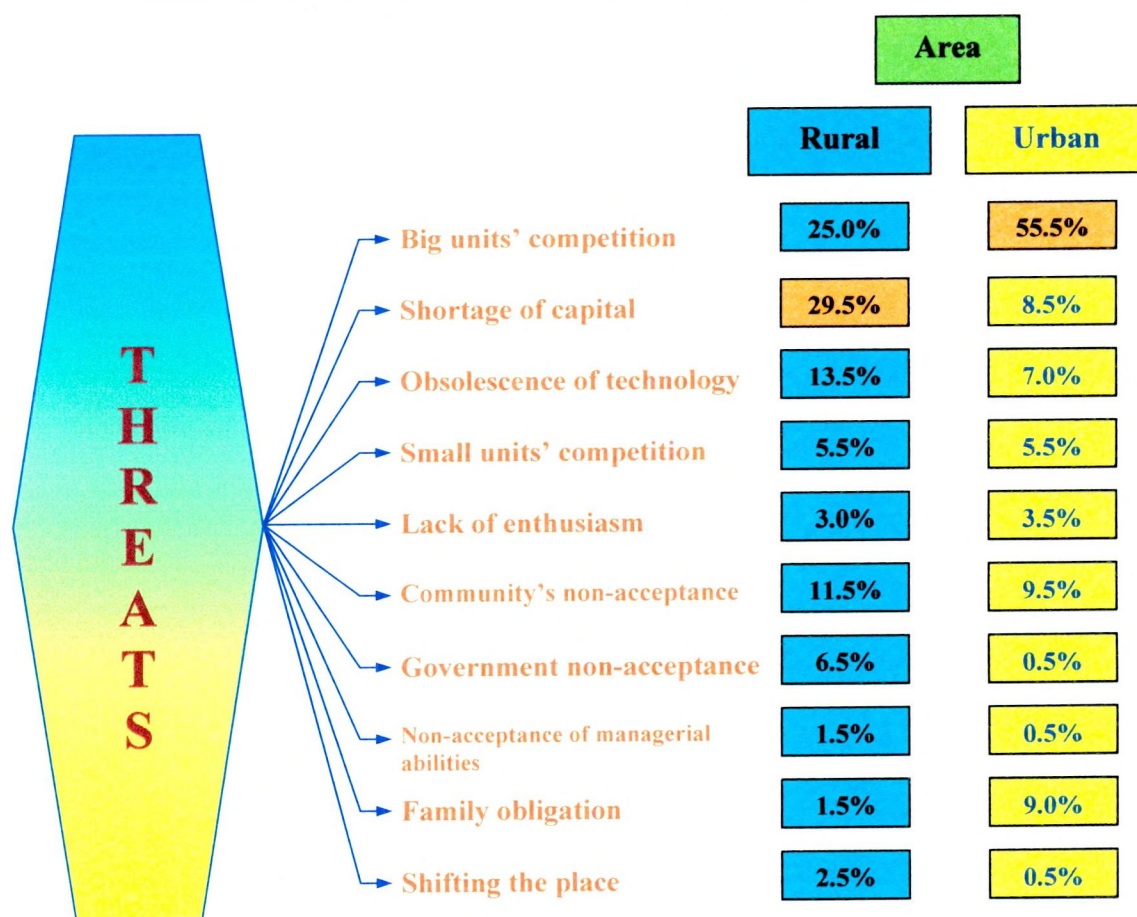 Area
Rural Urban
THREATS
Big units’ competition 25.0% 55.5%
Shortage of capital 29.5% 8.5%
Obsolescence of technology 13.5% 7.0%
Small units’ competition 5.5% 5.5%
Lack of enthusiasm 3.0% 3.5%
Community’s non-acceptance 11.5% 9.5%
Government non-acceptance 6.5% 0.5%
Non-acceptance of managerial
abilities 1.5% 0.5%
Family obligation 1.5% 9.0%
Shifting the place 2.5% 0.5%